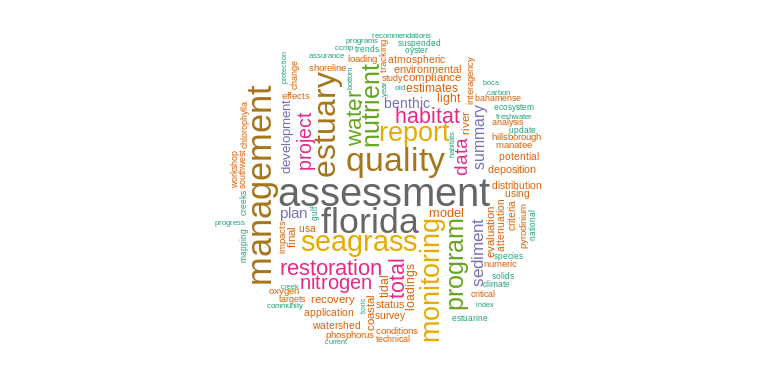 recommendations
programs
suspended
ccmp
trends
oyster
assurance
loading
tracking
atmospheric
environmental
protection
change
shoreline
bottom
study
compliance
interagency
boca
effects
year
old
estimates
carbon
management
estuary
water
nutrient
benthic
light
bahamense
ecosystem
chlorophylla
development
project
habitat
river
freshwater
update
report
data
summary
analysis
hillsborough
habitats
manatee
workshop
southwest
quality
potential
deposition
assessment
distribution
using
creeks
plan
gulf
florida
model
criteria
national
progress
mapping
impacts
final
usa
seagrass
monitoring
program
sediment
evaluation
attenuation
pyrodinium
species
numeric
restoration
total
nitrogen
tidal
loadings
solids
climate
creek
oxygen
targets
critical
community
recovery
toxic
coastal
status
index
application
survey
estuarine
watershed
conditions
phosphorus
technical
current